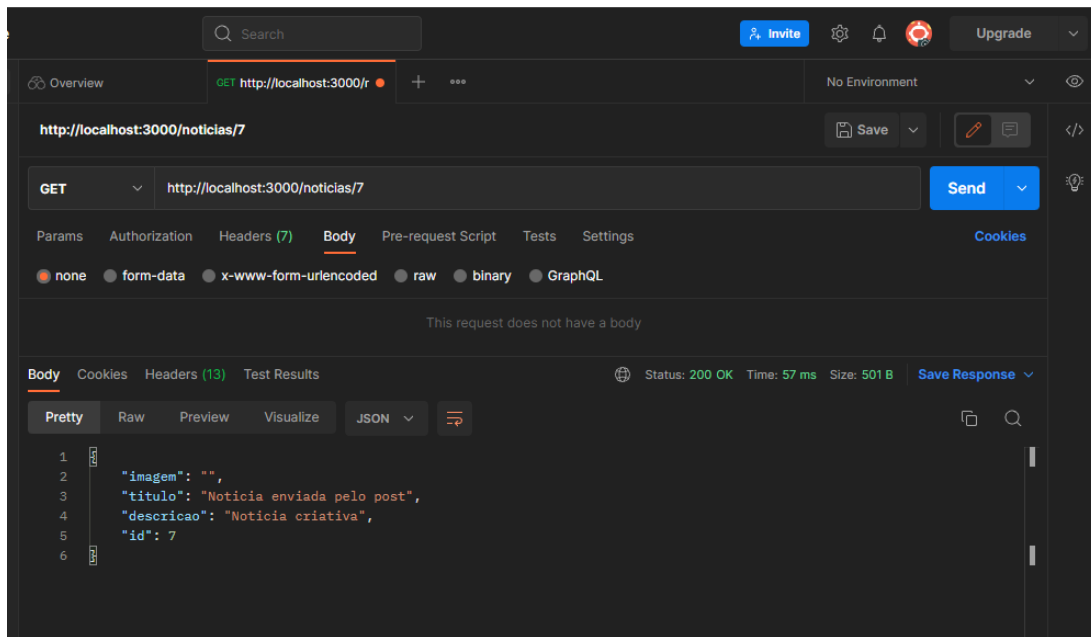 e
Search
Invite
Upgrade
Overview
GET http://localhost:3000/r
No Environment
http://localhost:3000/noticias/7
Save
</>
GET
http://localhost:3000/noticias/7
Send
Params Authorization Headers (7) Body Pre-request Script Tests Settings Cookies
none form-data x-www-form-urlencoded raw binary GraphQL
This request does not have a body
Body Cookies Headers (13) Test Results Status: 200 OK Time: 57 ms Size: 501 B Save Response
Pretty Raw Preview Visualize JSON
1 {
2 "imagem": "",
3 "titulo": "Noticia enviada pelo post",
4 "descricao": "Noticia criativa",
5 "id": 7
6 }